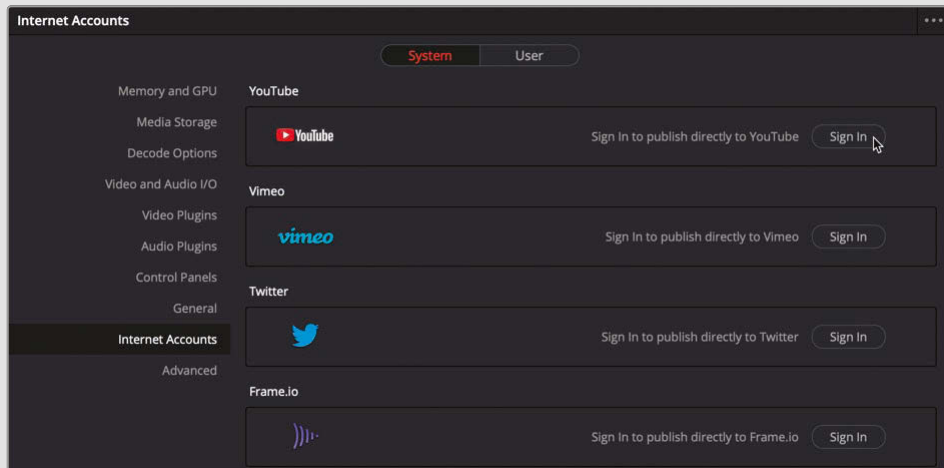 Internet Accounts
System User
Memory and GPU
Media Storage
Decode Options
Video and Audio I/O
Video Plugins
Audio Plugins
Control Panels
General
Internet Accounts
Advanced
YouTube
YouTube Sign In to publish directly to YouTube Sign In
Vimeo
vimeo Sign In to publish directly to Vimeo Sign In
Twitter
Sign In to publish directly to Twitter Sign In
Frame.io
Sign In to publish directly to Frame.io Sign In